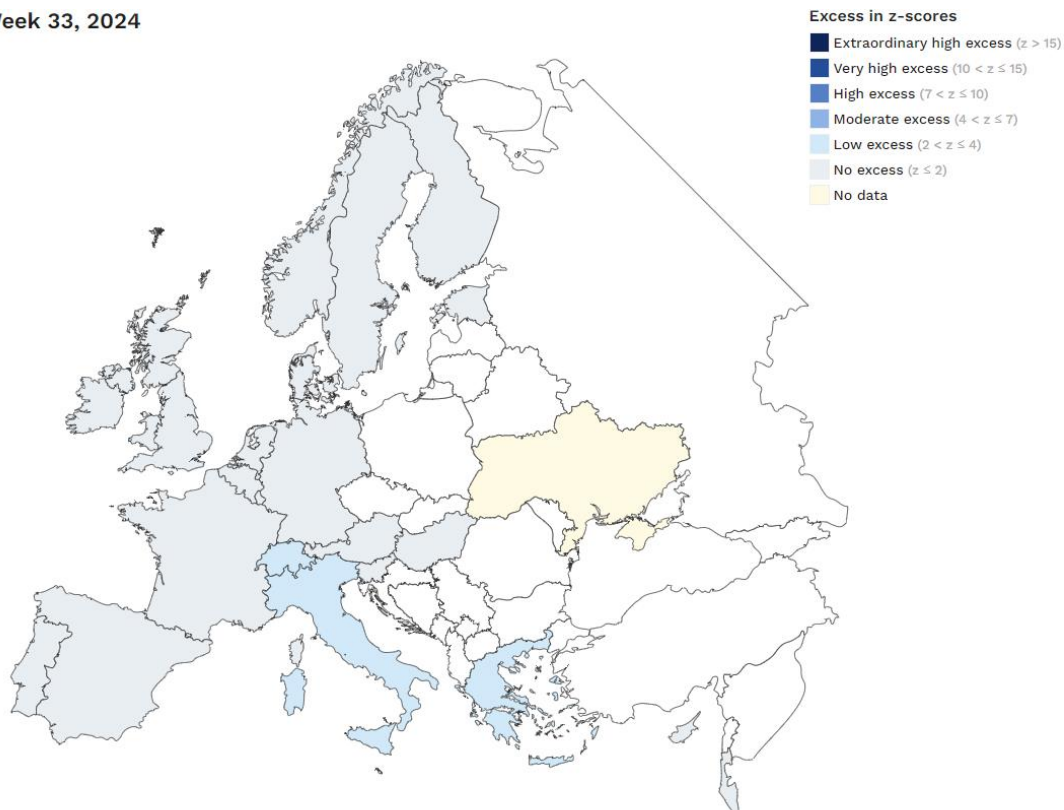 eek 33, 2024
Excess in z-scores
Extraordinary high excess (z > 15)
Very high excess (10 < z ≤ 15)
High excess (7 < z ≤ 10)
Moderate excess (4 < z ≤ 7)
Low excess (2 < z ≤ 4)
No excess (z ≤ 2)
No data